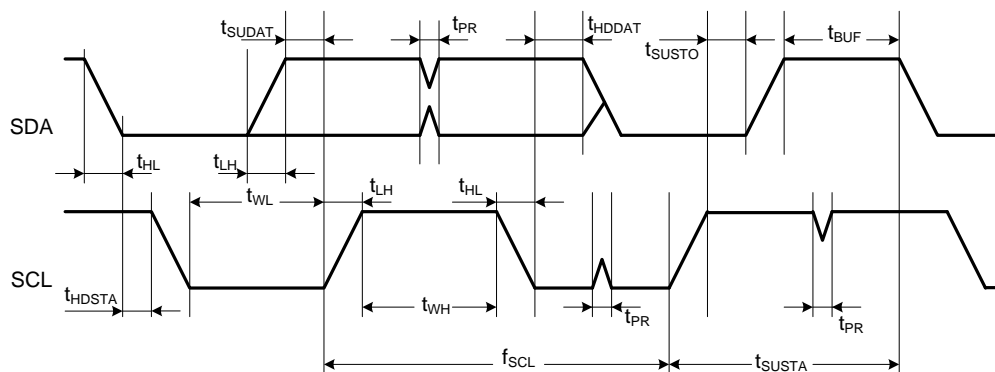 tSUDAT
tPR
tHDDAT
tSUSTO
tBUF
SDA
tHL
tLH
tWL
tLH
tHL
SCL
tHDSTA
tWH
tPR
tPR
fSCL
tSUSTA